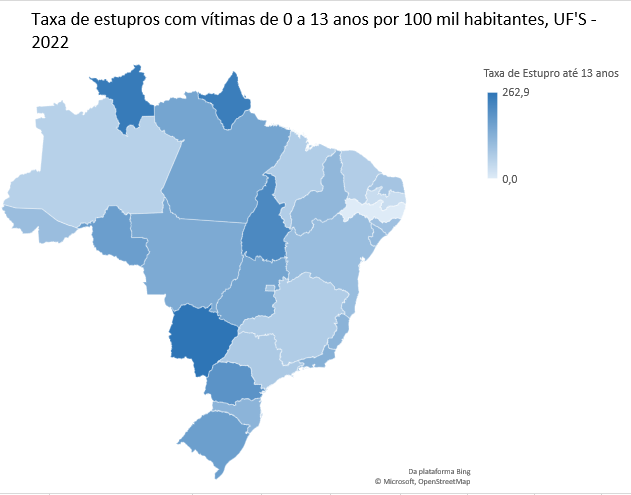 Taxa de estupros com vítimas de 0 a 13 anos por 100 mil habitantes, UF'S -
2022
Taxa de Estupro até 13 anos
262,9
0,0
Da plataforma Bing
© Microsoft, OpenStreetMap